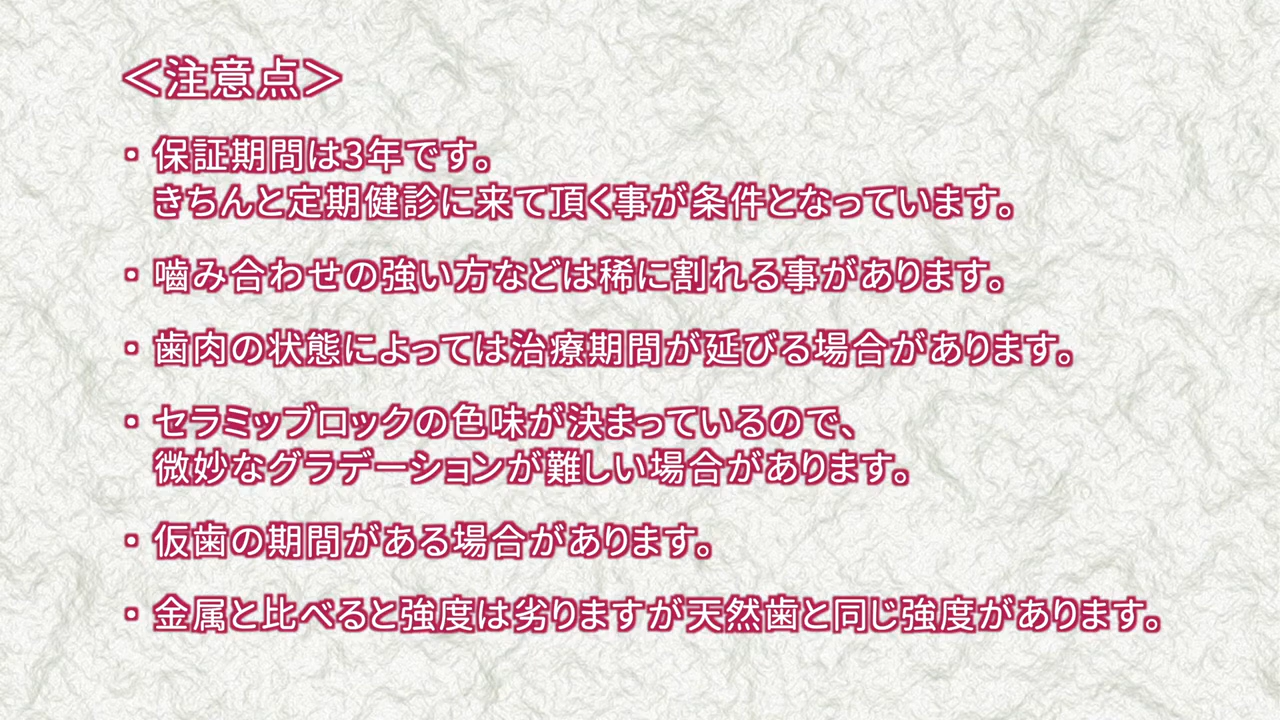 ＜注意点＞
・保証期間は3年です。
きちんと定期健診に来て頂く事が条件となっています。
・噛み合わせの強い方などは稀に割れる事があります。
・歯肉の状態によっては治療期間が延びる場合があります。
・セラミックブロックの色味が決まっているので、
微妙なグラデーションが難しい場合があります。
・仮歯の期間がある場合があります。
・金属と比べると強度は劣りますが天然歯と同じ強度があります。